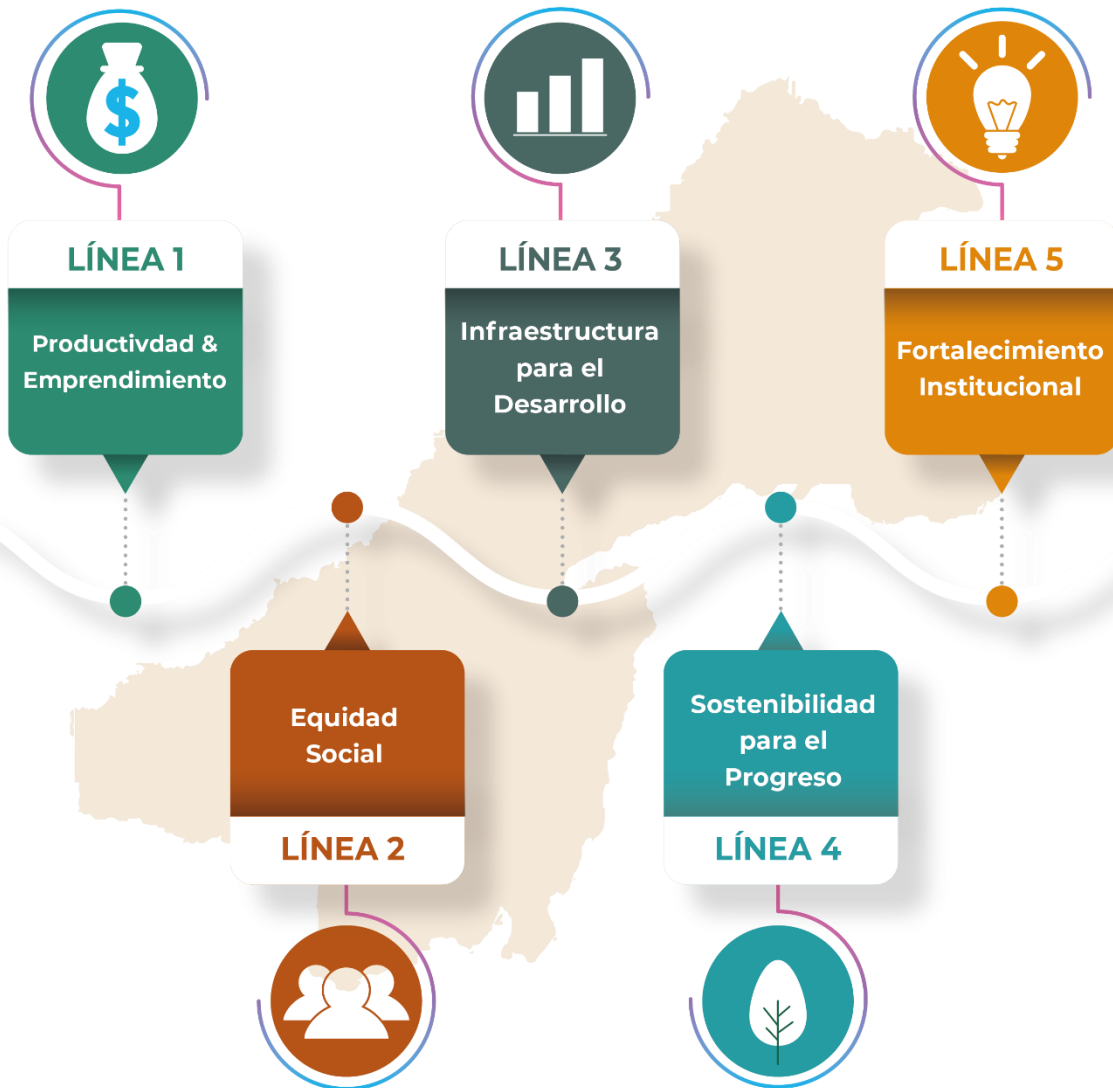 $
LÍNEA 1
Productivdad &
Emprendimiento
Equidad
Social
LÍNEA 2
LÍNEA 3
Infraestructura
para el
Desarrollo
Sostenibilidad
para el
Progreso
LÍNEA 4
LÍNEA 5
Fortalecimiento
Institucional